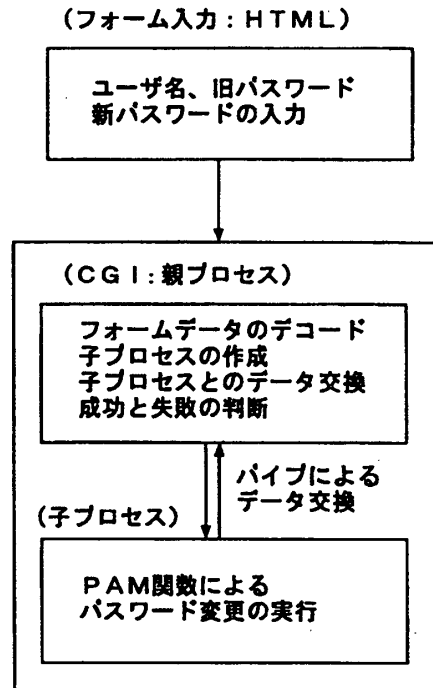 (フォーム入力:HTML)
ユーザ名、旧パスワード
新パスワードの入力
(CGI:親プロセス)
フォームデータのデコード
子プロセスの作成
子プロセスとのデータ交換
成功と失敗の判断
パイプによる
データ交換
(子プロセス)
PAM関数による
パスワード変更の実行